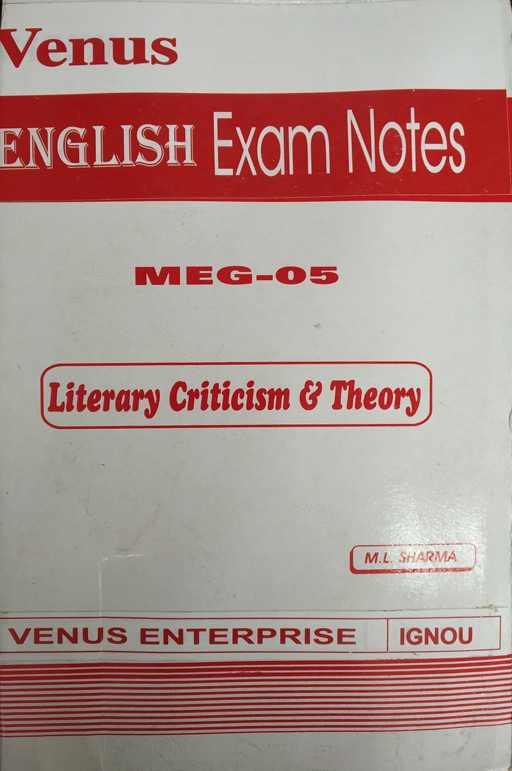 Venus
ENGLISH Exam Notes
MEG-05
Literary Criticism & Theory
M.L. SHARMA
VENUS ENTERPRISE IGNOU